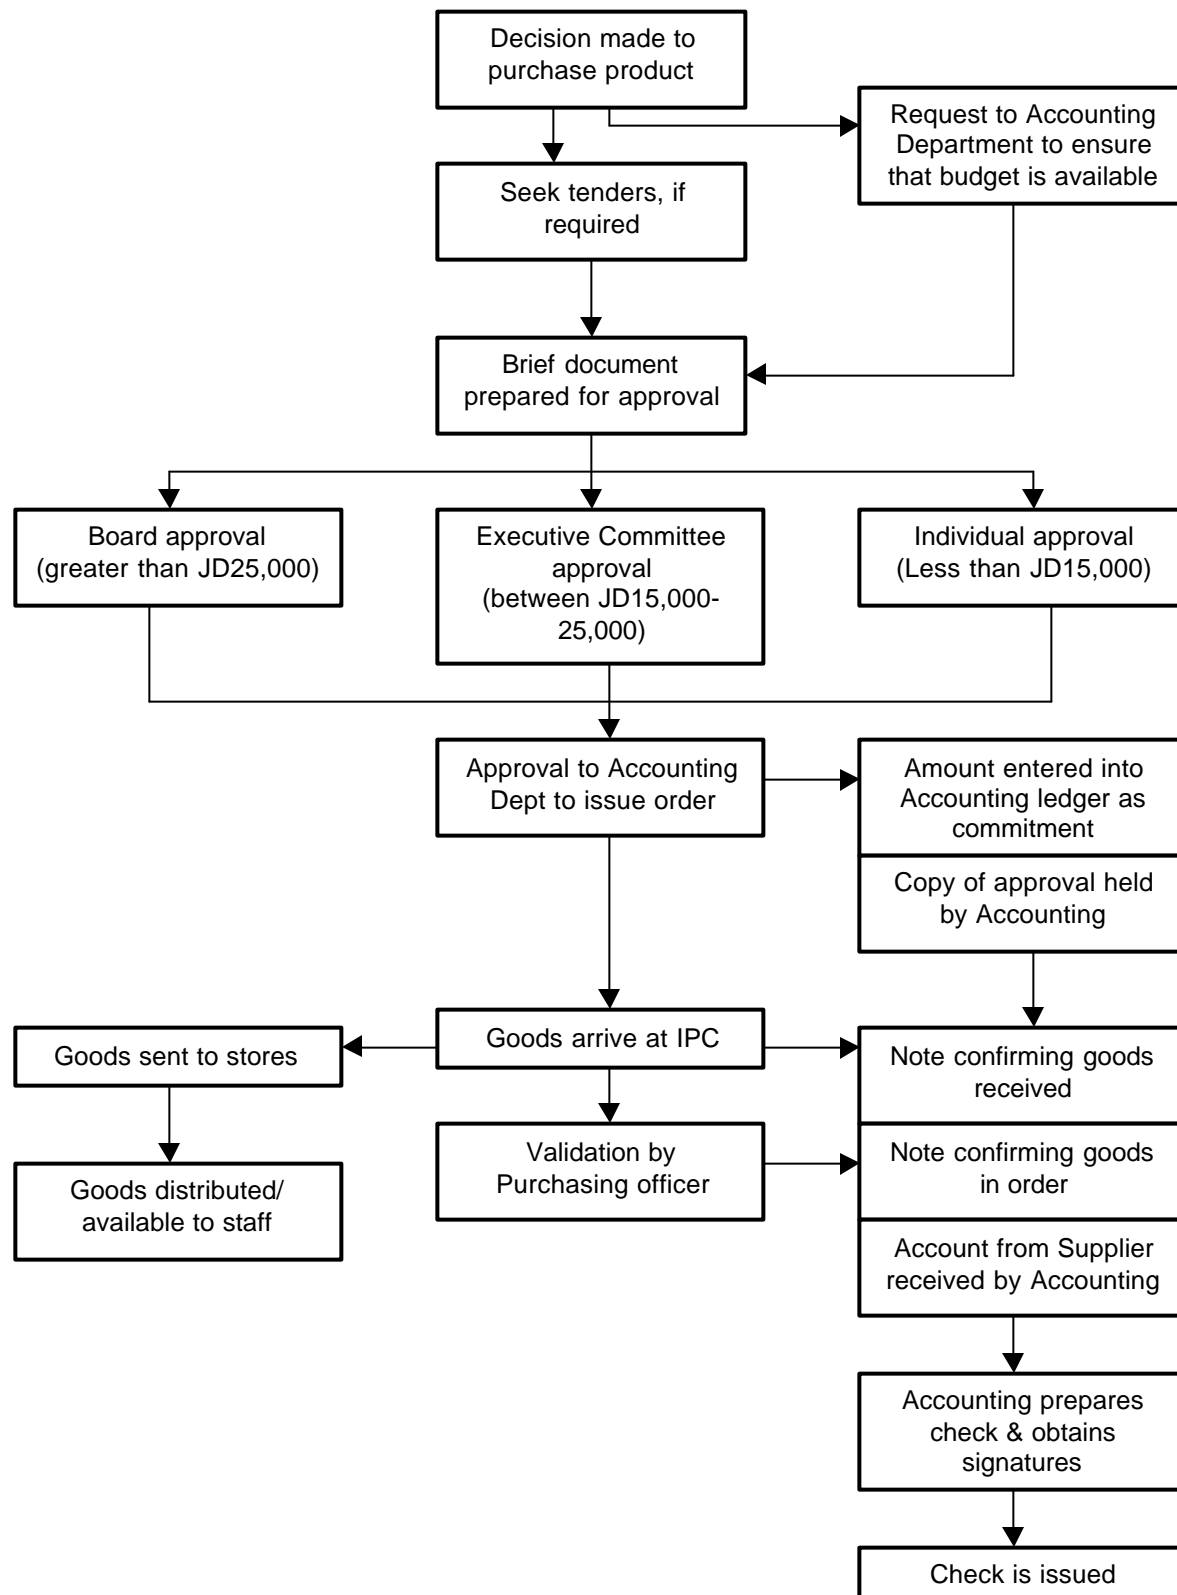 Decision made to
purchase product
Request to Accounting
Department to ensure
that budget is available
Seek tenders, if
required
Brief document
prepared for approval
Board approval
(greater than JD25,000)
Executive Committee
approval
(between JD15,000-
25,000)
Individual approval
(Less than JD15,000)
Approval to Accounting
Dept to issue order
Amount entered into
Accounting ledger as
commitment
Copy of approval held
by Accounting
Goods sent to stores
Goods arrive at IPC
Note confirming goods
received
Goods distributed/
available to staff
Validation by
Purchasing officer
Note confirming goods
in order
Account from Supplier
received by Accounting
Accounting prepares
check & obtains
signatures
Check is issued